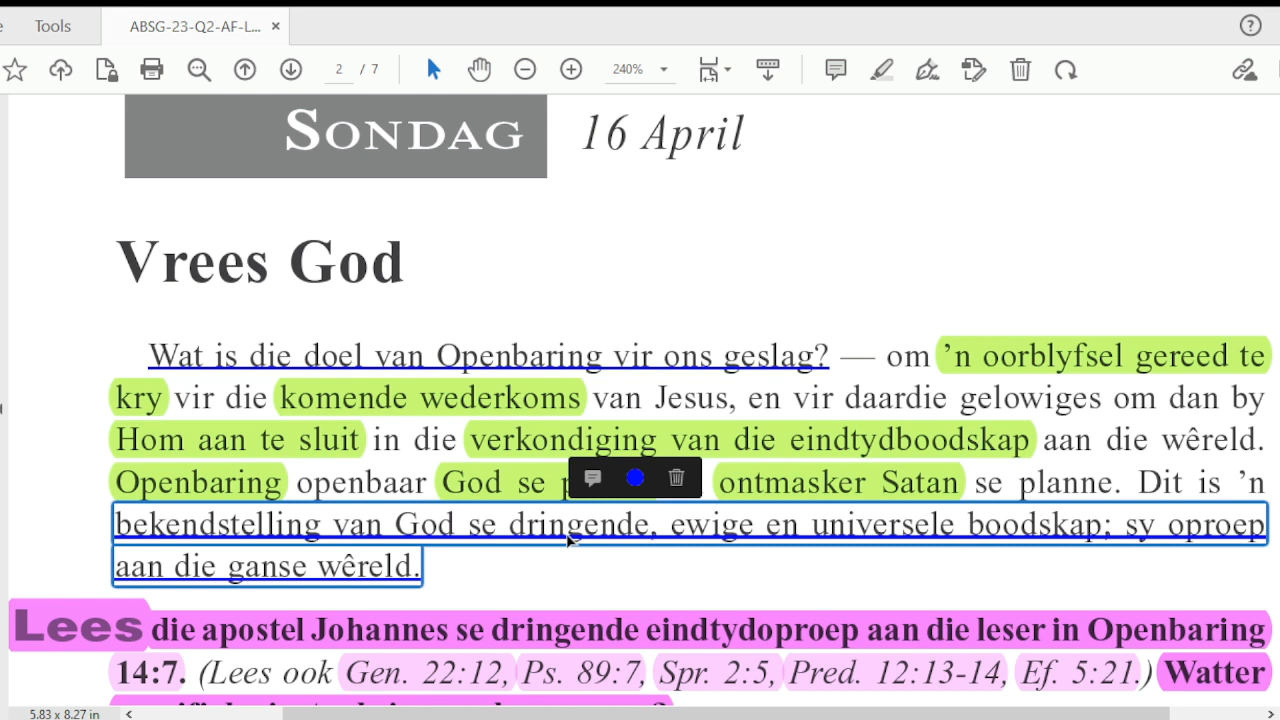 Tools
ABSG-23-Q2-AF-L... ×
2 / 7
240%
SONDAG 16 April
Vrees God
Wat is die doel van Openbaring vir ons geslag? — om ’n oorblyfsel gereed te
kry vir die komende wederkoms van Jesus, en vir daardie gelowiges om dan by
Hom aan te sluit in die verkondiging van die eindtydboodskap aan die wêreld.
Openbaring openbaar God se ontmasker Satan se planne. Dit is ’n
bekendstelling van God se dringende, ewige en universele boodskap; sy oproep
aan die ganse wêreld.
Lees die apostel Johannes se dringende eindtydoproep aan die leser in Openbaring
14:7. (Lees ook Gen. 22:12, Ps. 89:7, Spr. 2:5, Pred. 12:13-14, Ef. 5:21.) Watter
5.83 x 8.27 in